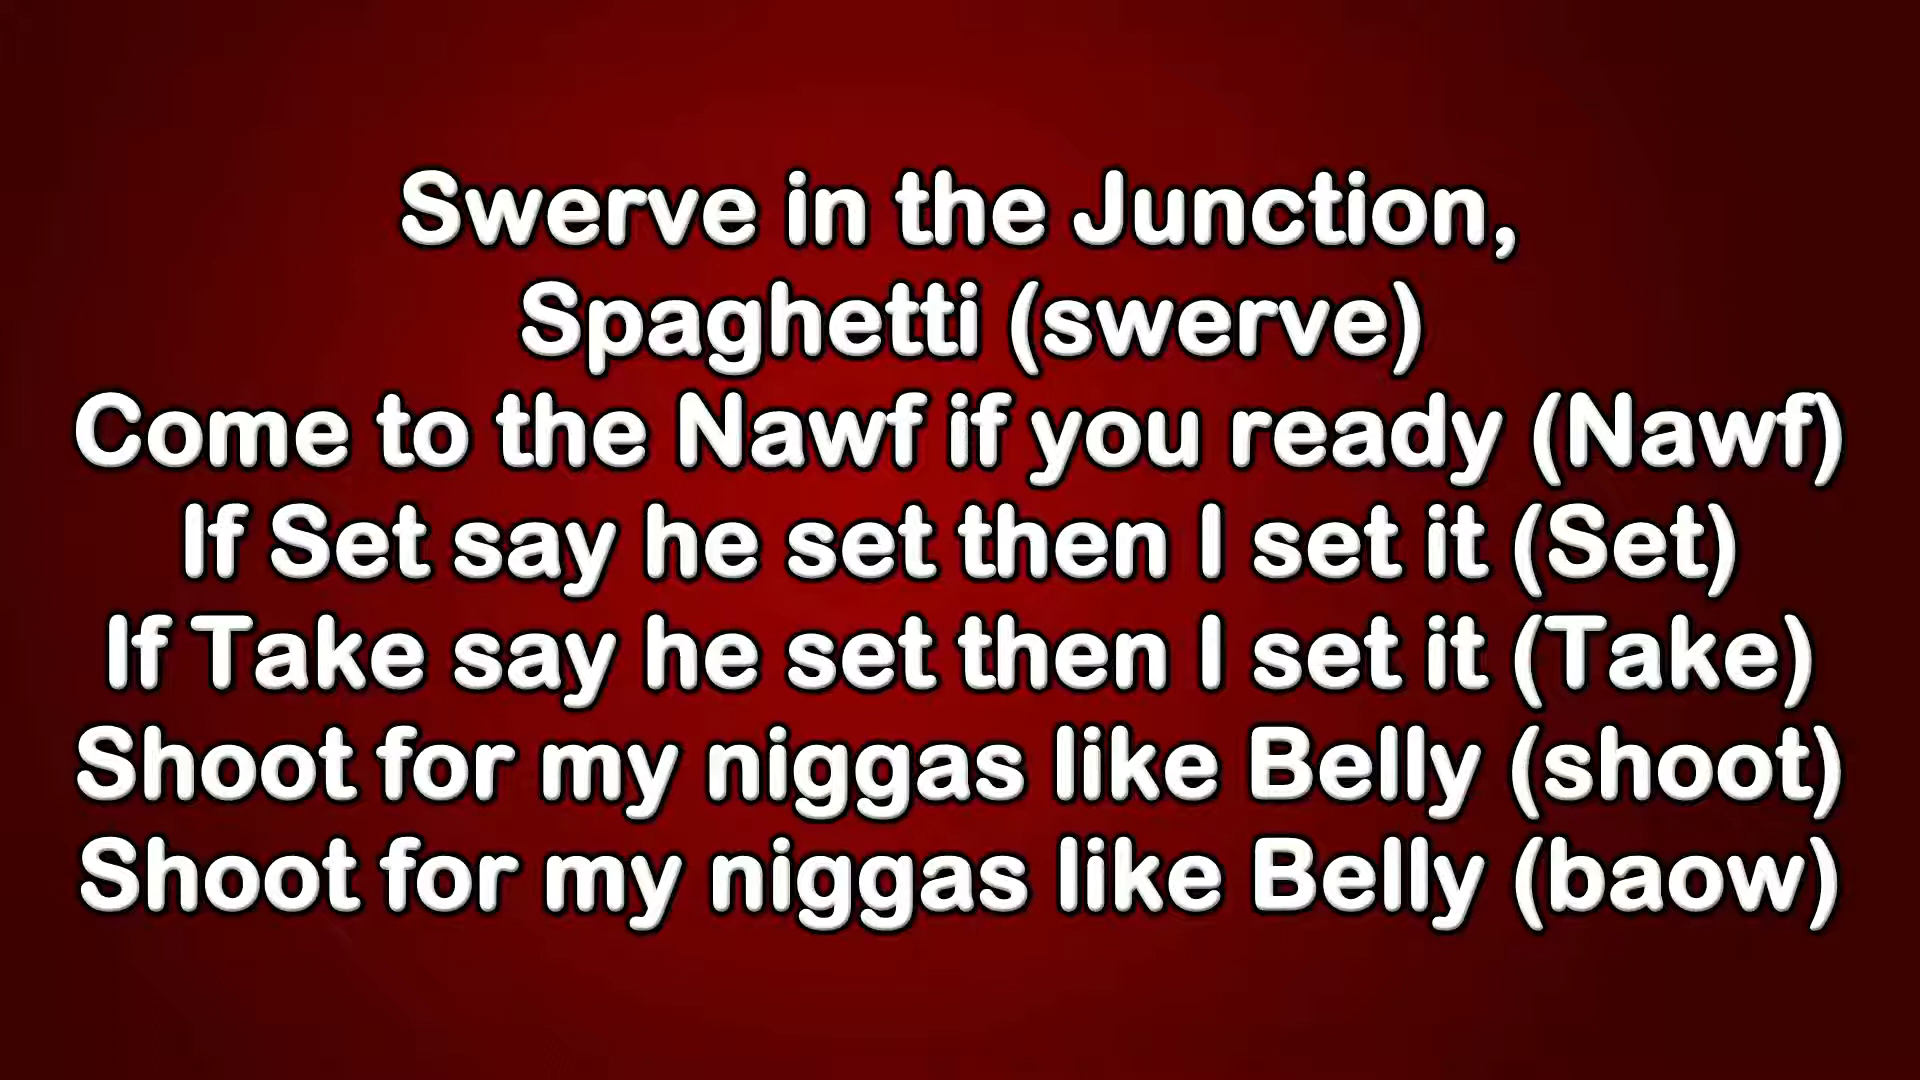 Swerve in the Junction,
Spaghetti (swerve)
Come to the Nawf if you ready (Nawf)
If Set say he set then I set it (Set)
If Take say he set then I set it (Take)
Shoot for my niggas like Belly (shoot)
Shoot for my niggas like Belly (baow)